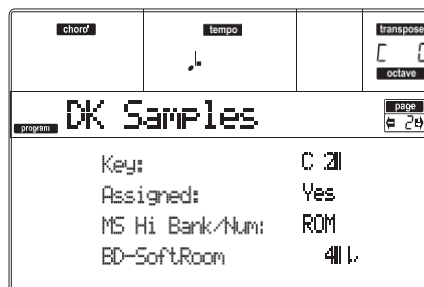 chord tempo transpose
octave
program DK Samples page
Key:
Assigned: Yes
MS Hi Bank/Num: ROM
BD-SoftRoom